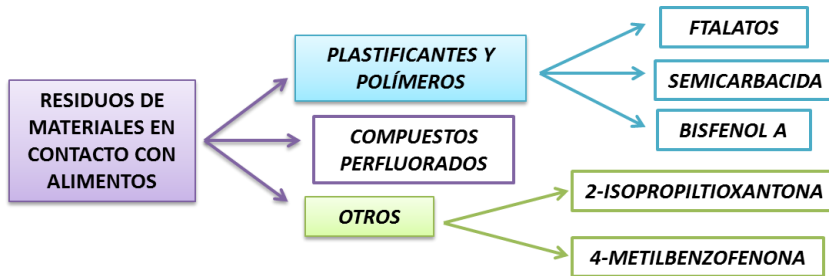 RESIDUOS DE
MATERIALES EN
CONTACTO CON
ALIMENTOS
PLASTIFICANTES Y
POLÍMEROS
FTALATOS
SEMICARBACIDA
BISFENOL A
COMPUESTOS
PERFLUORADOS
OTROS
2-ISOPROPILTIOXANTONA
4-METILBENZOFENONA